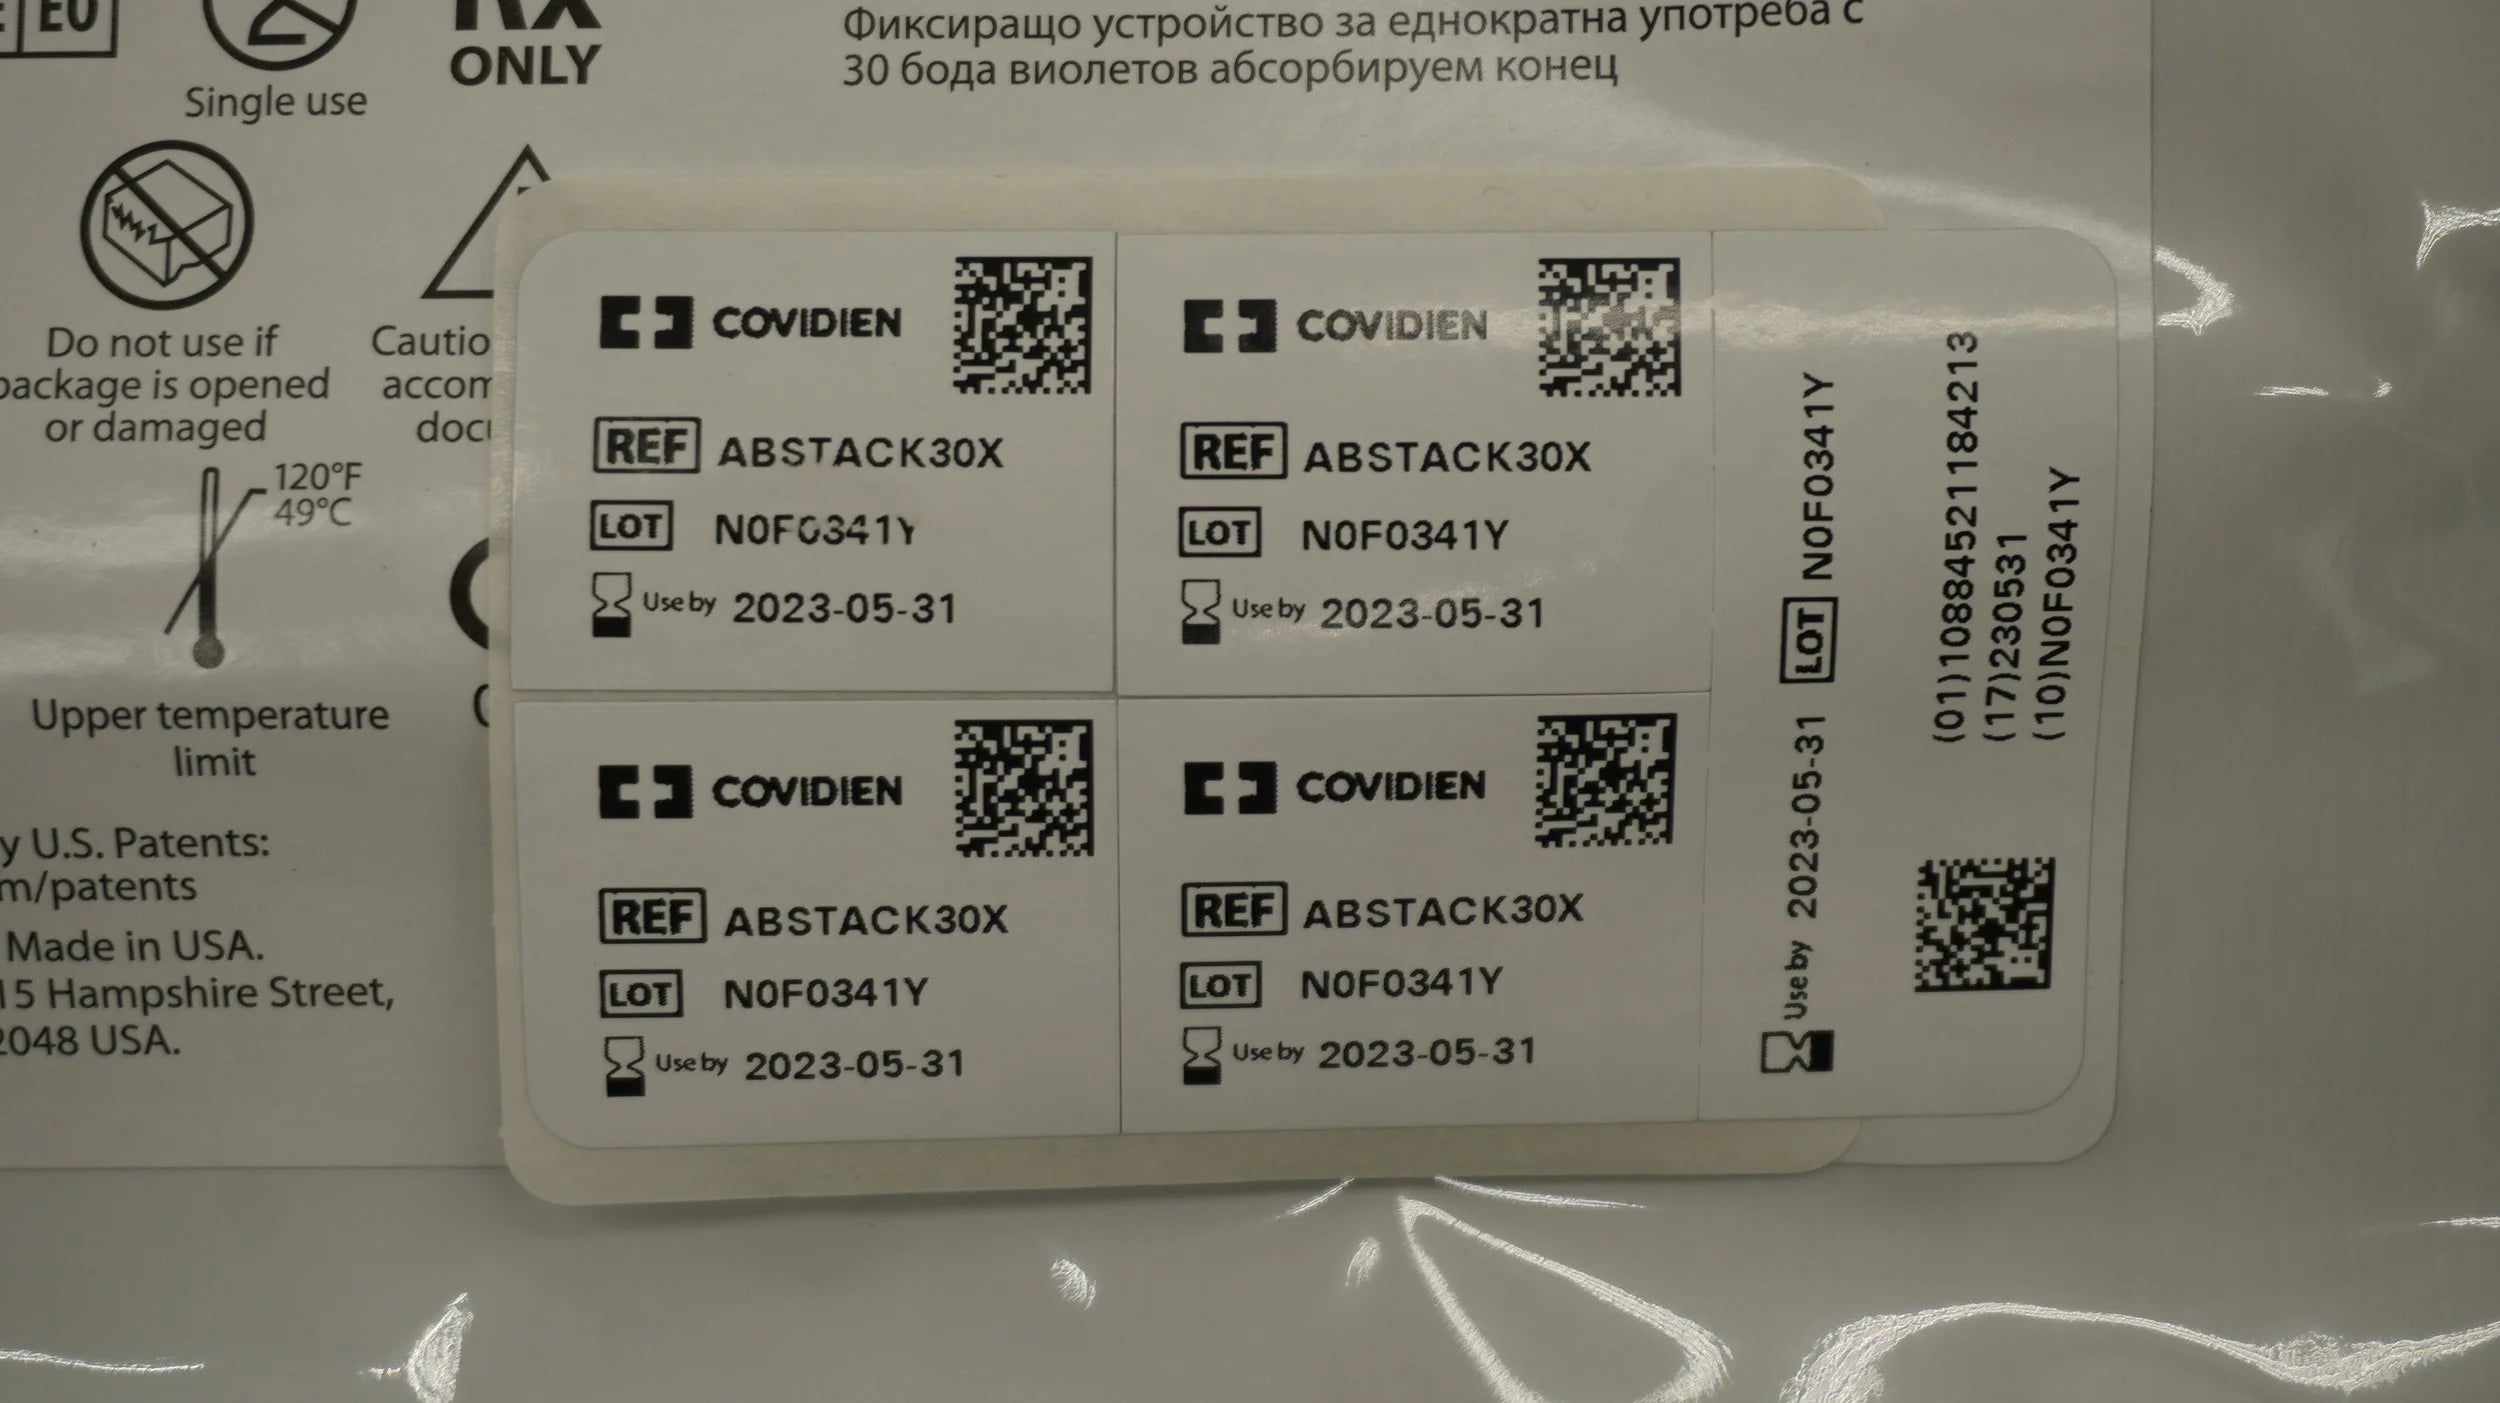 EU
Single use
RX
ONLY
Фиксиращо устройство за еднократна употреба с
30 бода виолетов абсорбируем конец
Do not use if
package is opened
or damaged
120°F
49°C
Upper temperature
limit
U.S. Patents:
m/patents
Made in USA.
15 Hampshire Street,
2048 USA.
COVIDIEN
REF ABSTACK30X
LOT N0F0341Y
Use by 2023-05-31
COVIDIEN
REF ABSTACK30X
LOT N0F0341Y
Use by 2023-05-31
COVIDIEN
REF ABSTACK30X
LOT N0F0341Y
Use by 2023-05-31
COVIDIEN
REF ABSTACK30X
LOT N0F0341Y
Use by 2023-05-31
Use by 2023-05-31 LOT N0F0341Y
(01)10884521184213
(17)230531
(10)N0F0341Y